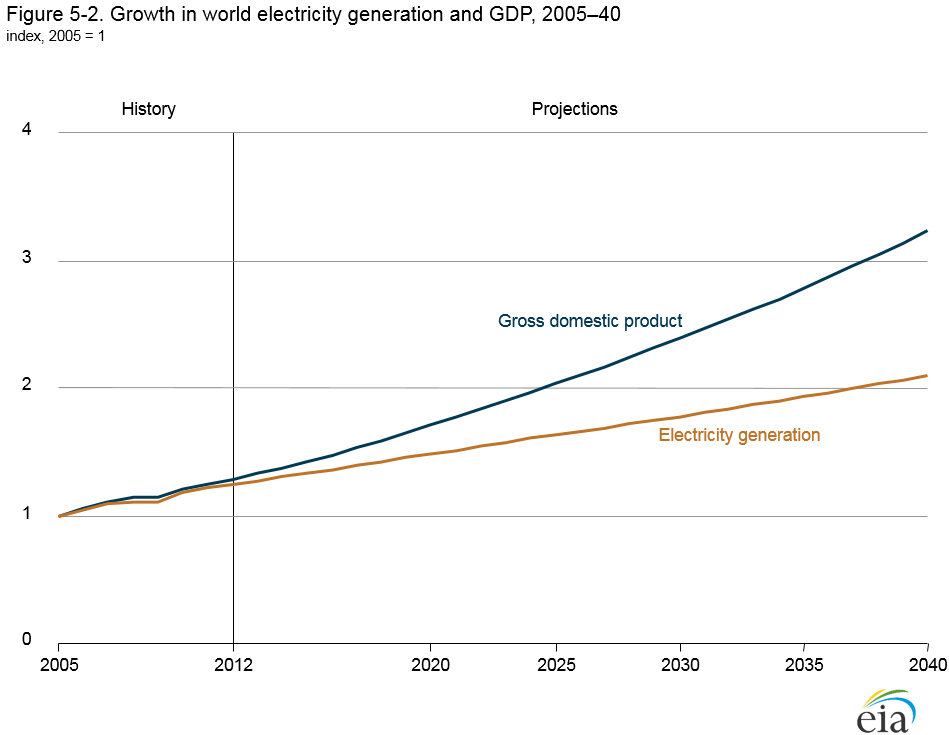 Figure 5-2. Growth in world electricity generation and GDP, 2005–40
index, 2005 = 1
History Projections
4
3
Gross domestic product
2
Electricity generation
1
0
2005 2012 2020 2025 2030 2035 2040
eia